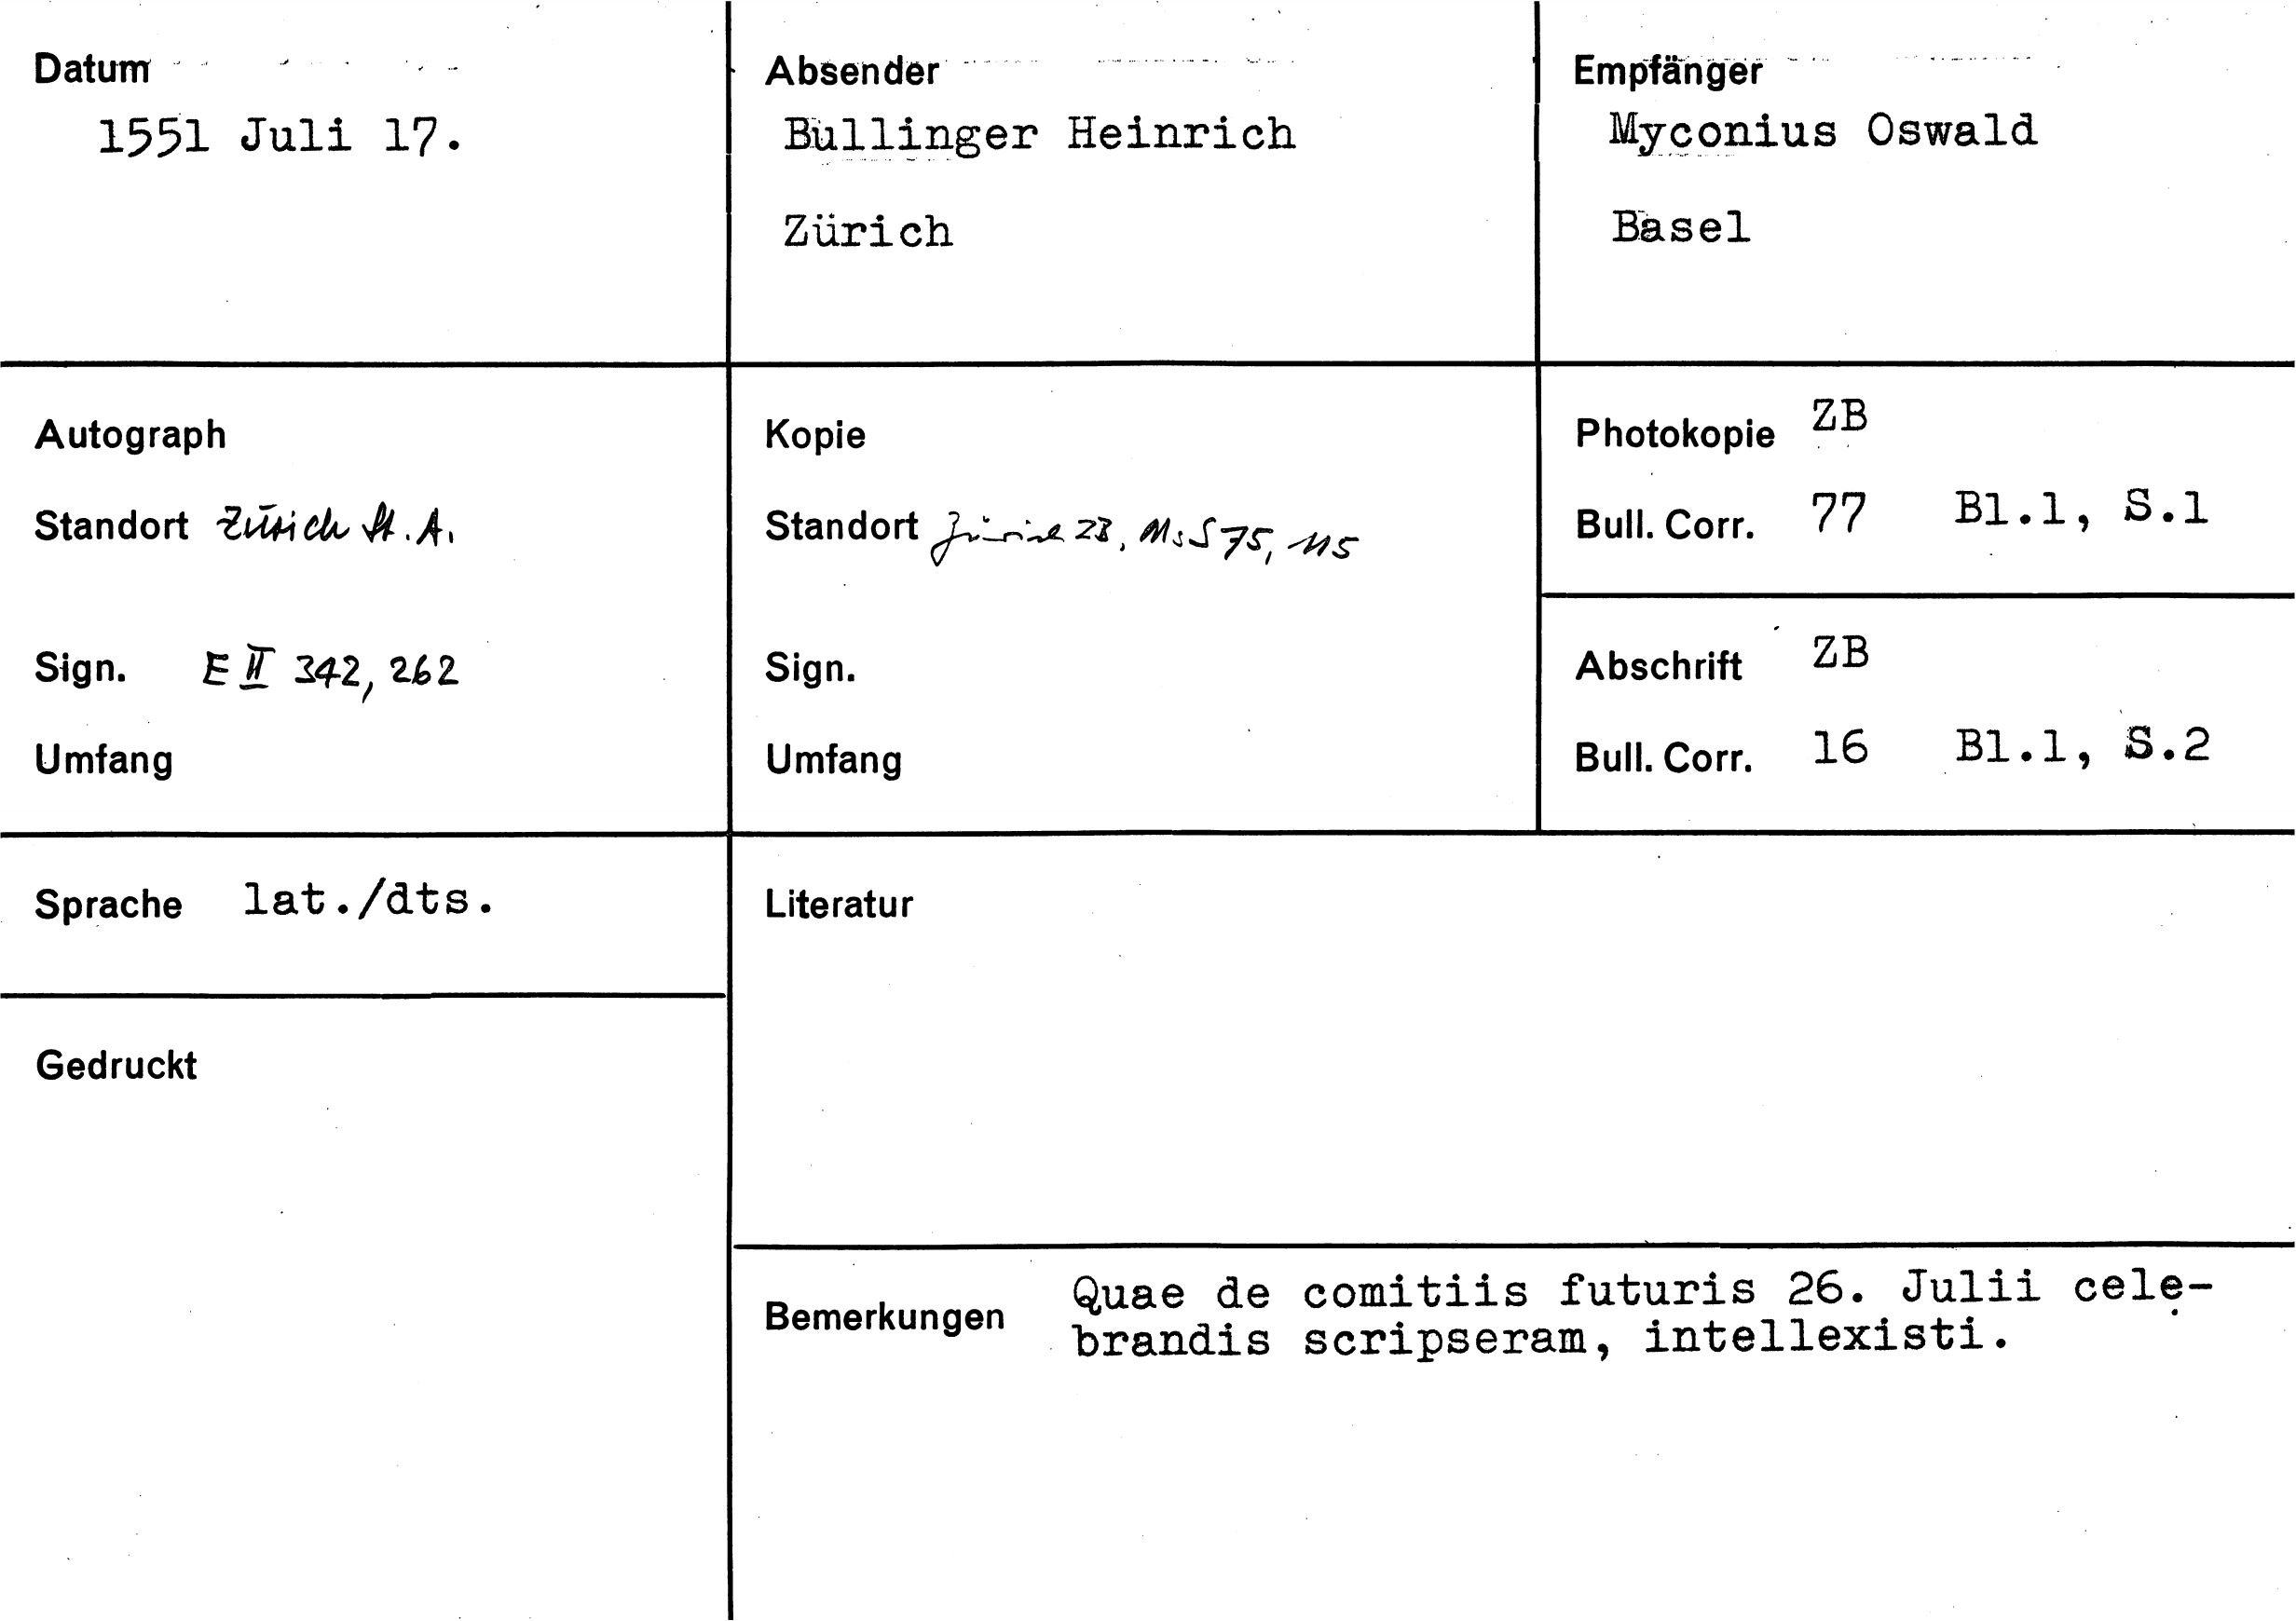 Datum
1551 Juli 17.
Absender
Bullinger Heinrich
Zürich
Empfänger
Myconius Oswald
Basel
Autograph
Standort Zürich St.A.
Sign. E II 342, 262
Umfang
Kopie
Standort Zürich ZB, Ms S 75, 115
Sign.
Umfang
Photokopie ZB
Bull. Corr. 77 Bl.1, S.1
Abschrift ZB
Bull. Corr. 16 Bl.1, S.2
Sprache lat./dts.
Gedruckt
Literatur
Bemerkungen Quae de comitiis futuris 26. Julii cele-
brandis scripseram, intellexisti.